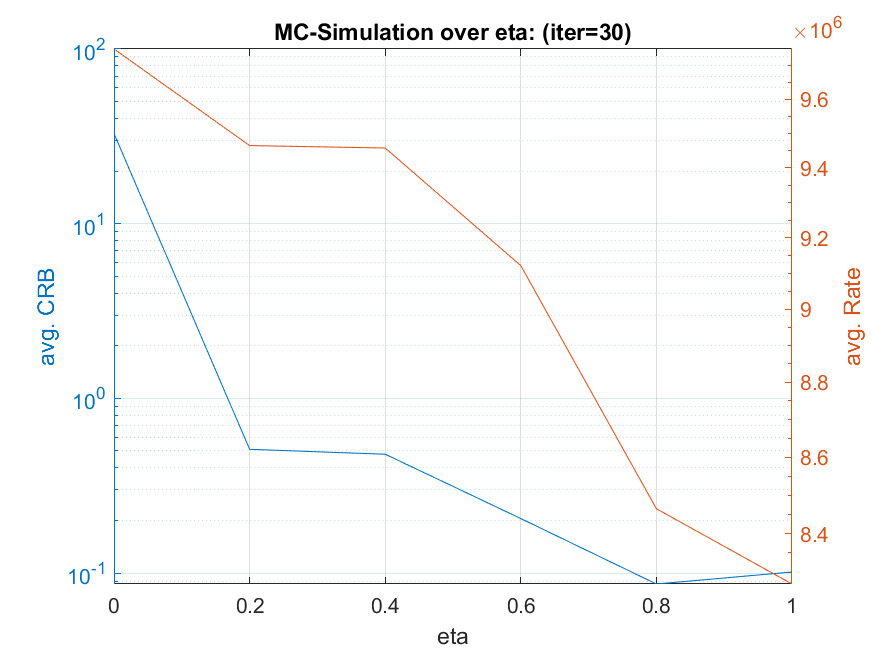 MC-Simulation over eta: (iter=30)
×10^6
10^2
10^1
10^0
10^-1
avg. CRB
9.6
9.4
9.2
9
8.8
8.6
8.4
avg. Rate
0 0.2 0.4 0.6 0.8 1
eta